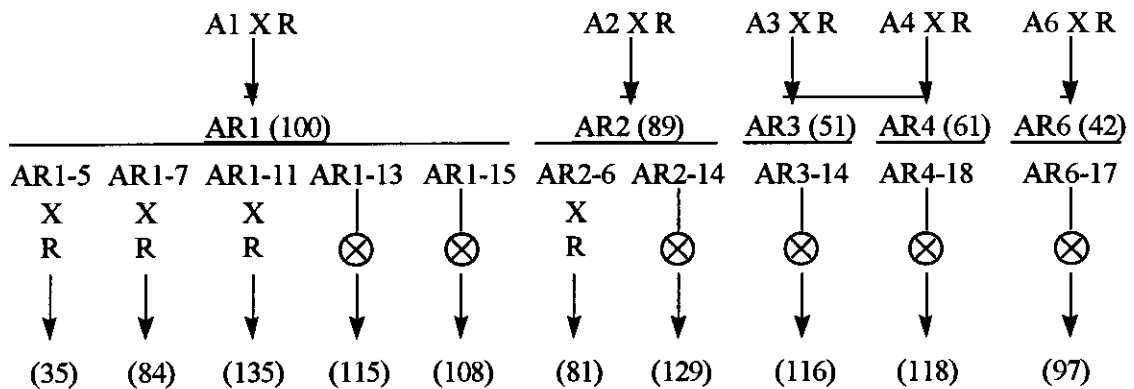 A1 X R A2 X R A3 X R A4 X R A6 X R
AR1 (100) AR2 (89) AR3 (51) AR4 (61) AR6 (42)
AR1-5 AR1-7 AR1-11 AR1-13 AR1-15 AR2-6 AR2-14 AR3-14 AR4-18 AR6-17
X X X X
R R R R
(35) (84) (135) (115) (108) (81) (129) (116) (118) (97)